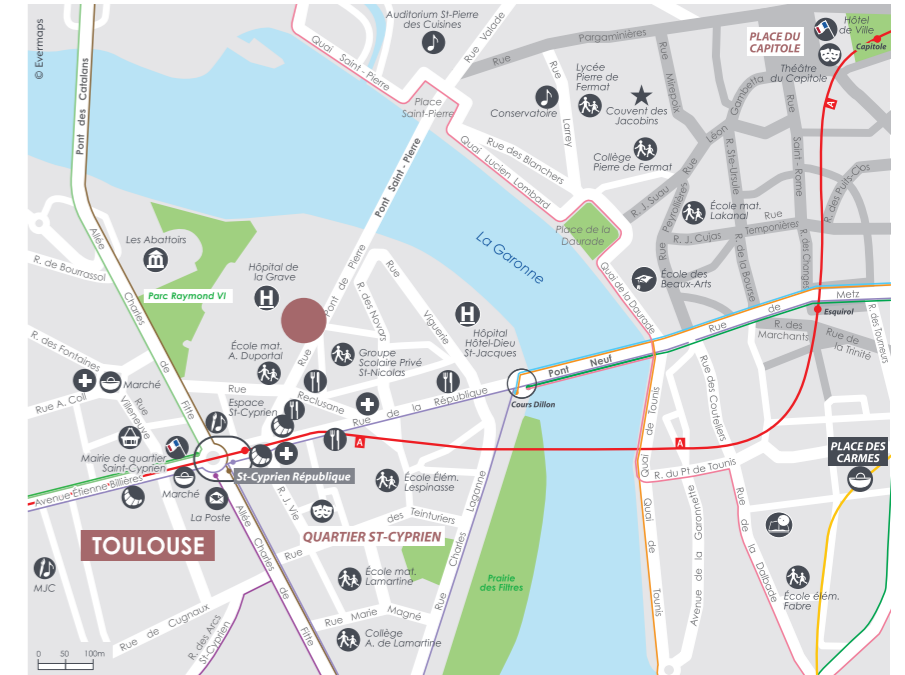 © Evermaps
Auditorium St-Pierre
des Cuisines
Rue Valade
Quai Saint-Pierre
Pargaminières
Rue
PLACE DU
CAPITOLE
Hôtel
de Ville
Capitole
Théâtre
du Capitole
Pont des Catalans
Place
Saint-Pierre
Conservatoire
Rue
Larrey
Lycée
Pierre de
Fermat
Couvent des
Jacobins
Rue
Mirepoix
Gambetta
Léon
Rue
Rue
Saint - Rome
A
Pont Saint - Pierre
Quai Lucien Lombard
Rue des Blanchers
Collège
Pierre de Fermat
R. Ste-Ursule
R. des Puits-Clos
R. J. Suau
Peyrolières
Rue
École mat.
Lakanal
Rue
Temponières
R. J. Cujas
R. de la Bourse
R. des Changes
Place de la
Daurade
La Garonne
Quai de la Daurade
École des
Beaux-Arts
Allée
Charles
de
Fitte
Les Abattoirs
R. de Bourrassol
Parc Raymond VI
Hôpital de
la Grave
H
Pont de Pierre
Rue
R. des Novars
Rue
Viguerie
H
Hôpital
Hôtel-Dieu
St-Jacques
Rue de Metz
Esquirol
R. des
Marchants
Rue de
la Trinité
R. des Tourneurs
R. des Fontaines
École mat.
A. Duportal
Rue
Groupe
Scolaire Privé
St-Nicolas
Pont Neuf
Cours Dillon
Marché
Rue A. Coll
Rue
Villeneuve
Rue
Reclusane
Espace
St-Cyprien
Rue de la République
A
A
Rue des Couteliers
Quai de Tounis
R. du Pt de Tounis
PLACE DES
CARMES
Mairie de quartier
Saint-Cyprien
Marché
St-Cyprien République
Avenue Étienne Billières
La Poste
TOULOUSE
R. J. Vié
École Élém.
Lespinasse
Rue
des Teinturiers
QUARTIER ST-CYPRIEN
Rue Charles Laganne
Prairie
des Filtres
Quai de Tounis
Avenue de la Garonnette
Rue de la Dalbade
École élém.
Fabre
MJC
Allée Charles de Fitte
École mat.
Lamartine
Rue Marie Magné
Collège
A. de Lamartine
Rue de Cugnaux
R. des Arcs
St-Cyprien
0 50 100m